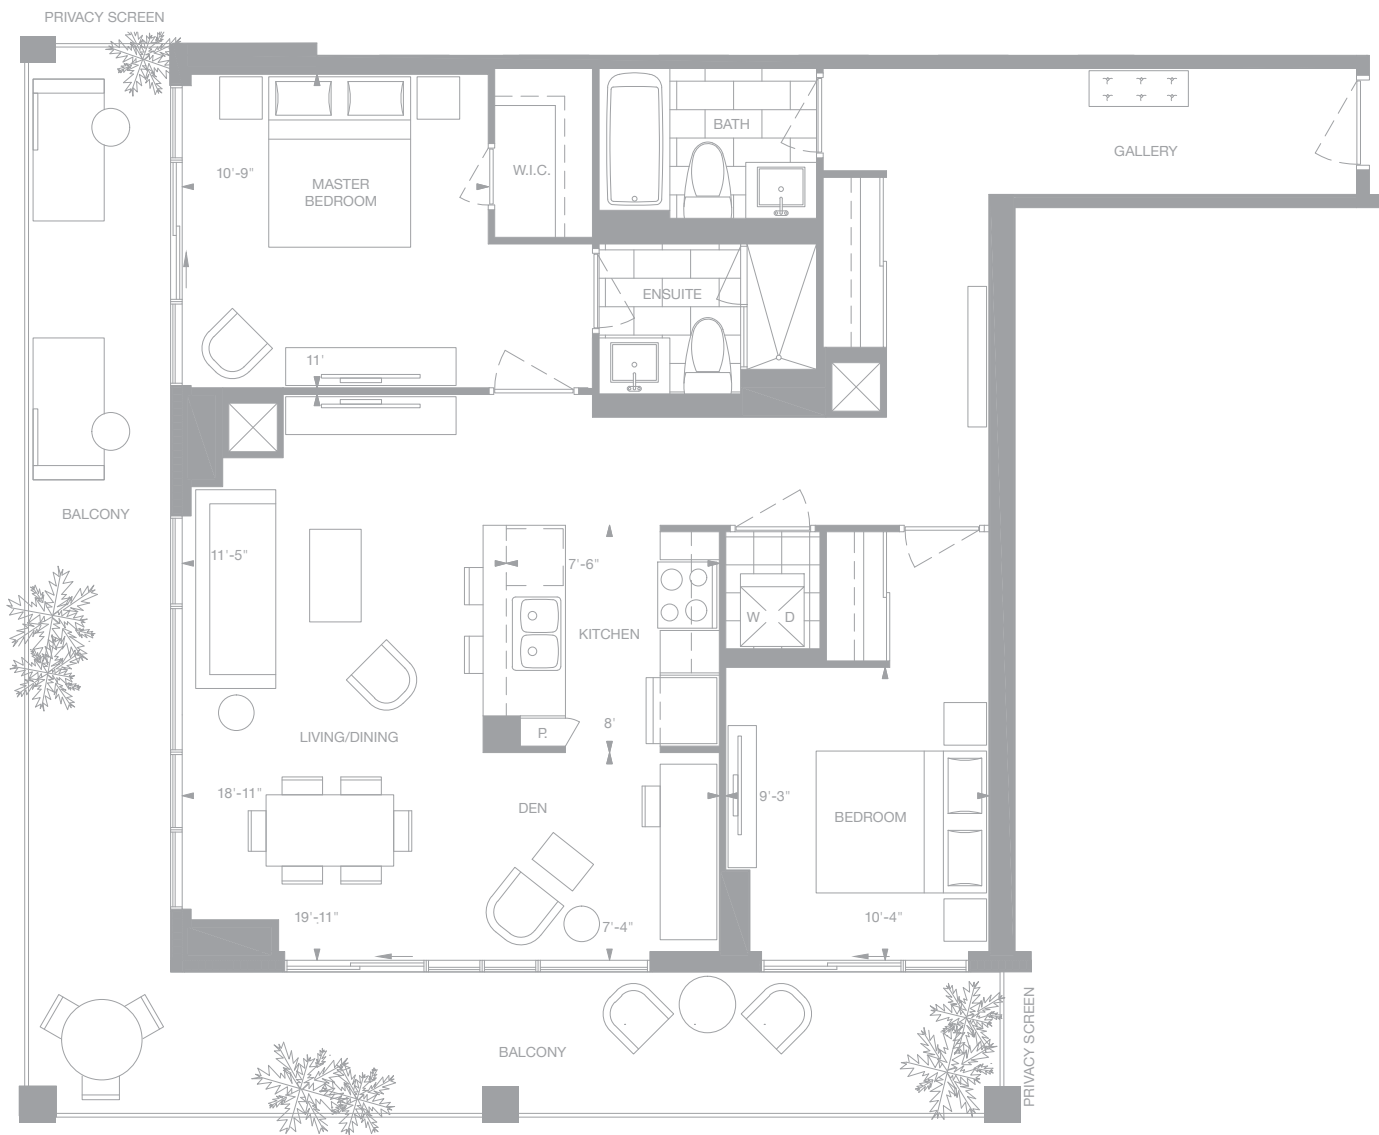 PRIVACY SCREEN
BATH
GALLERY
10'-9"
MASTER
BEDROOM
W.I.C.
ENSUITE
11'
BALCONY
11'-5"
7'-6"
W D
KITCHEN
8'
P.
LIVING/DINING
18'-11"
DEN
9'-3"
BEDROOM
19'-11"
7'-4"
10'-4"
BALCONY
PRIVACY SCREEN